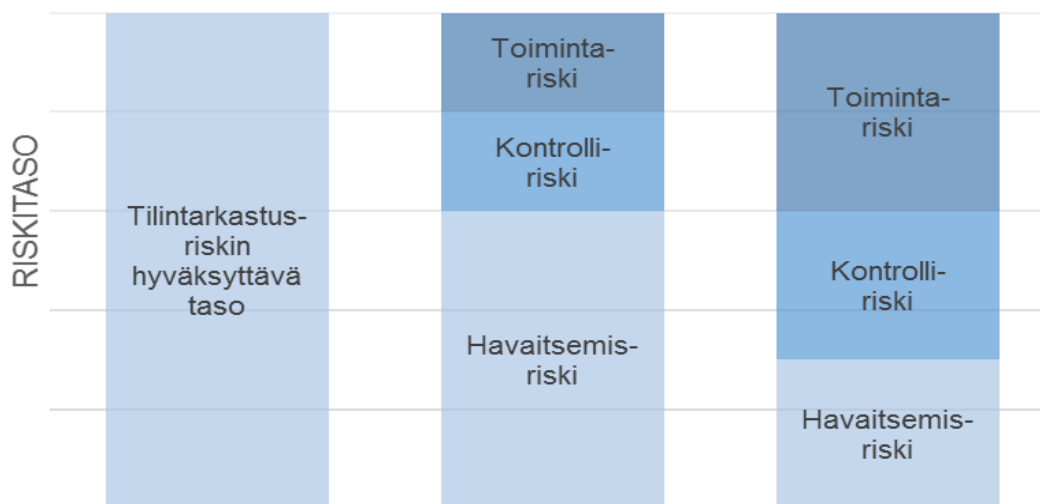 RISKITASO
Tilintarkastus-
riskin
hyväksyttävä
taso
Toiminta-
riski
Kontrolli-
riski
Havaitsemis-
riski
Toiminta-
riski
Kontrolli-
riski
Havaitsemis-
riski